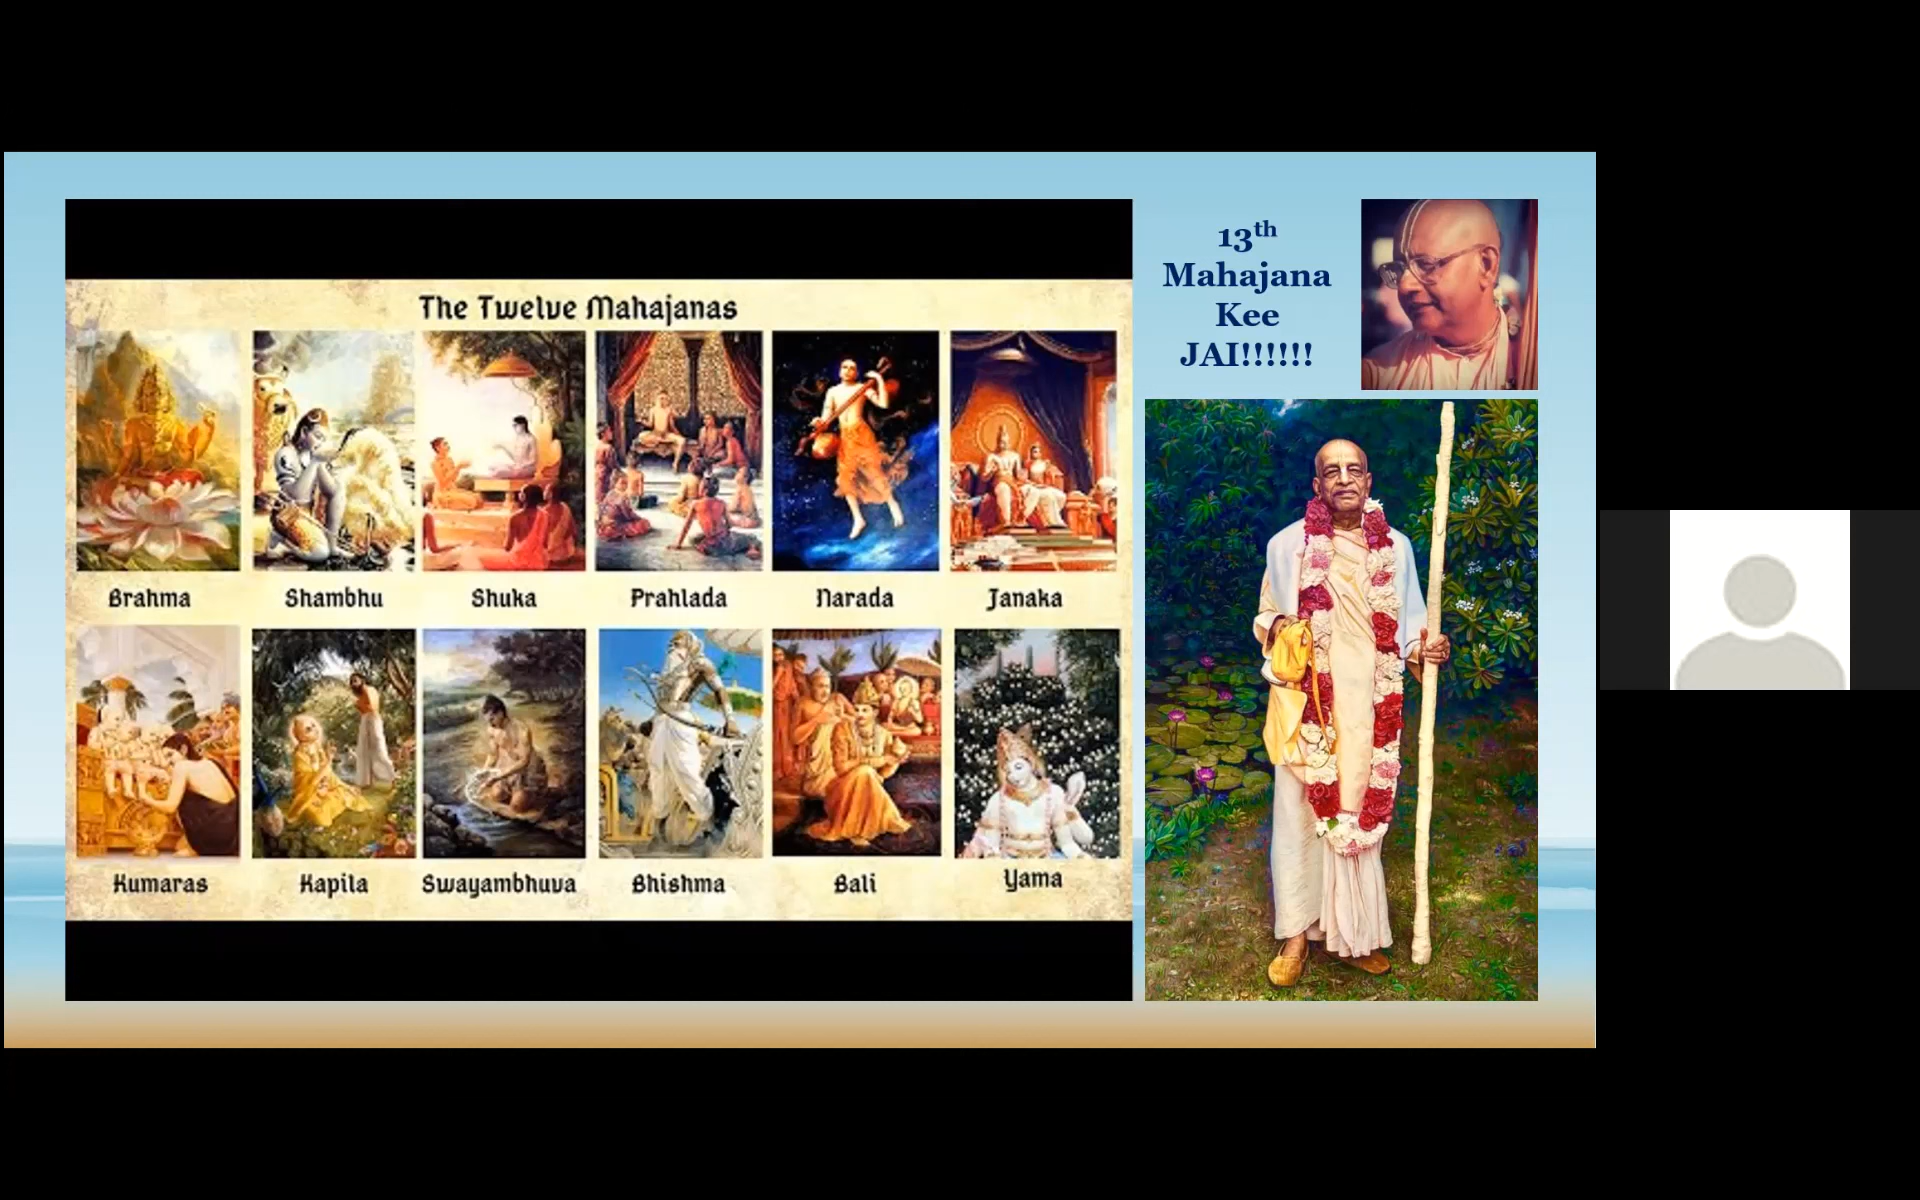 The Twelve Mahajanas
Brahma Shambhu Shuka Prahlada Narada Janaka
Kumaras Kapila Swayambhuva Bhishma Bali Yama
13th
Mahajana
Kee
JAI!!!!!!